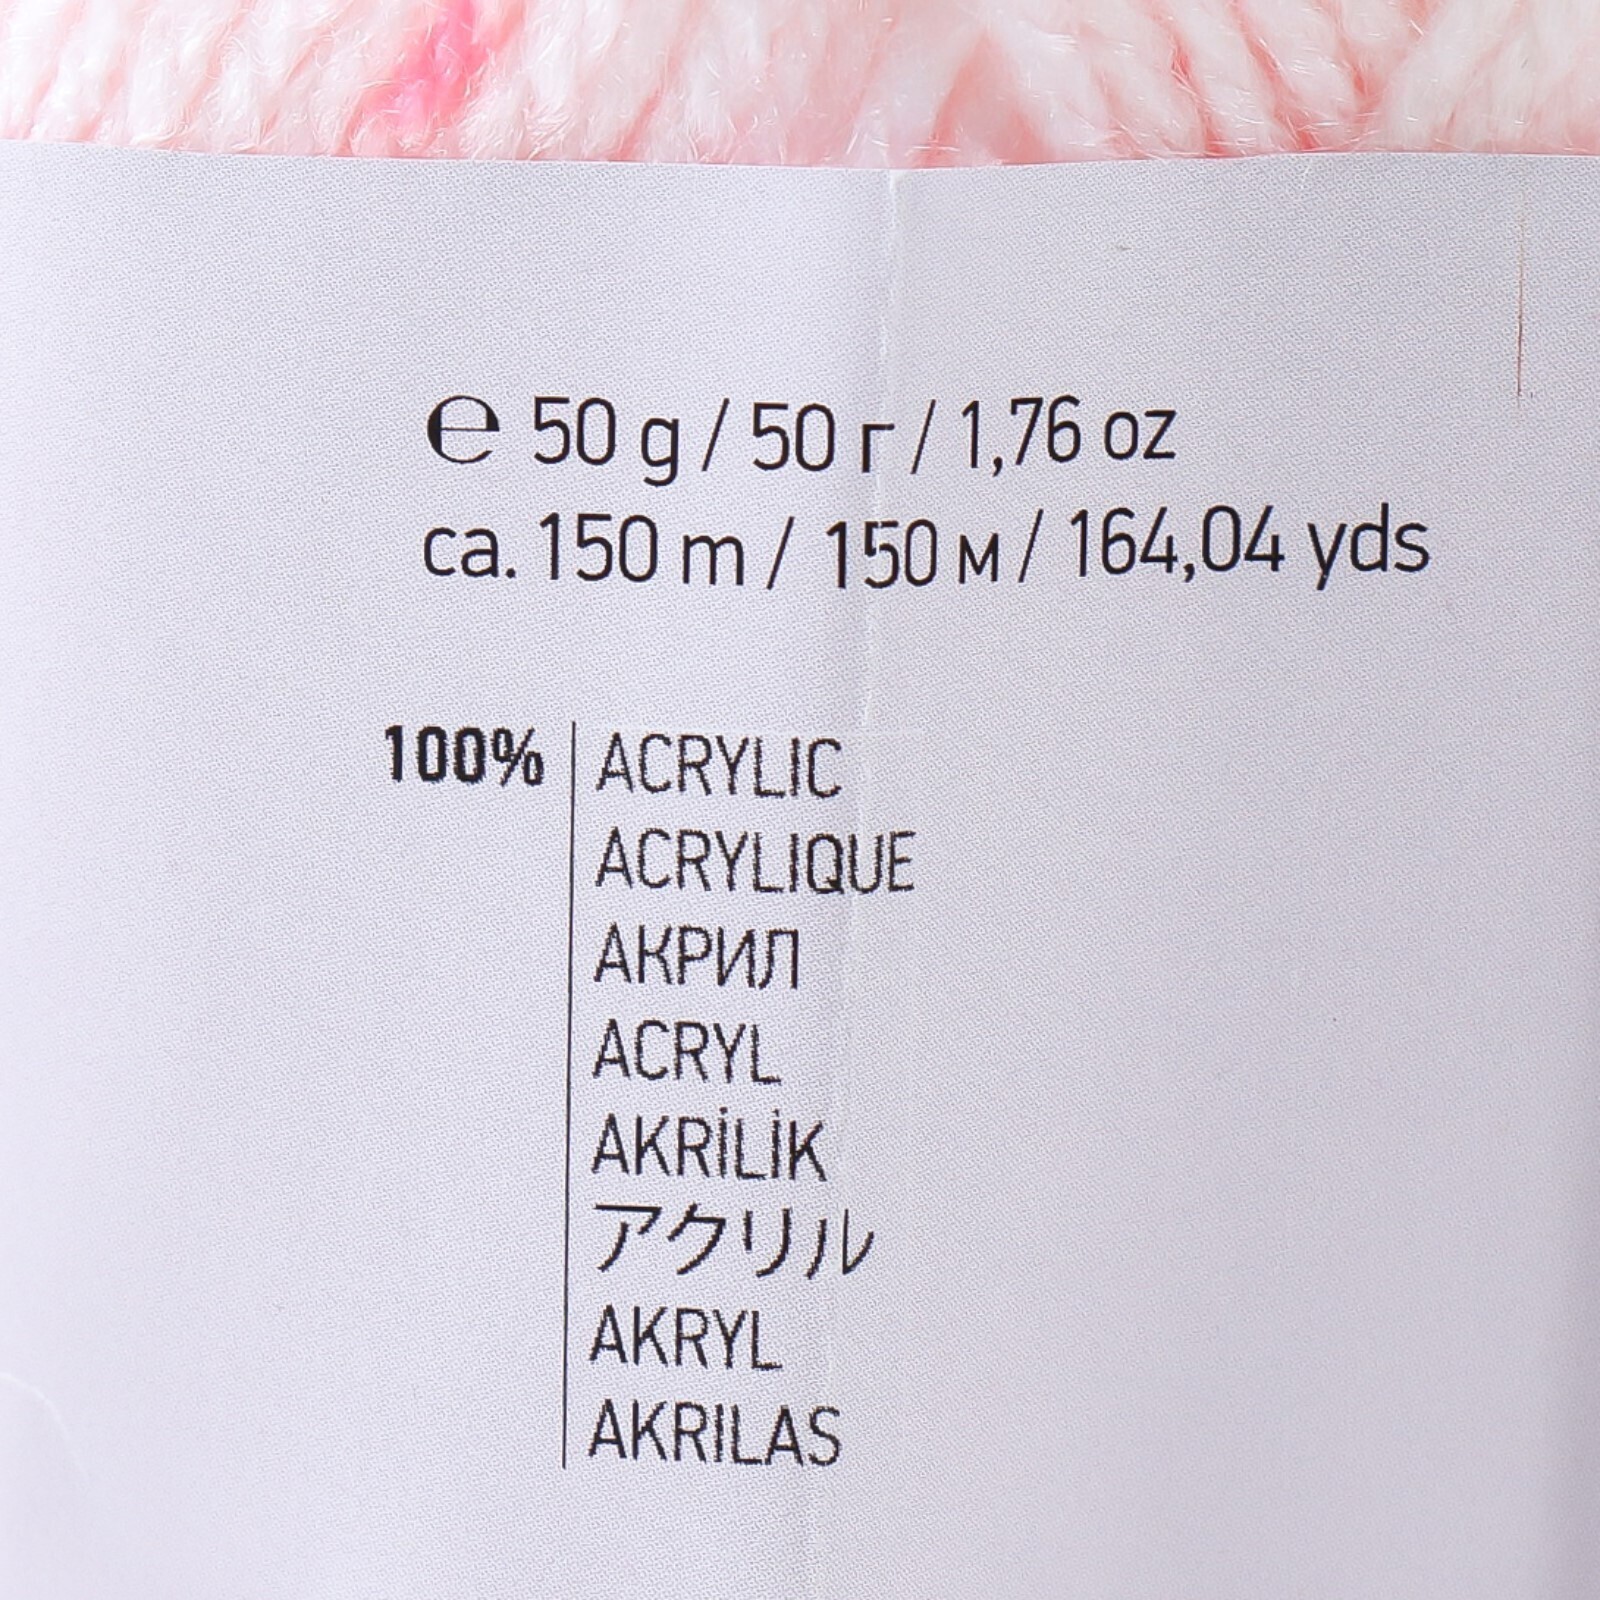 ℮ 50 g / 50 г / 1,76 oz
ca. 150 m / 150 м / 164,04 yds
100% ACRYLIC
ACRYLIQUE
АКРИЛ
ACRYL
AKRİLİK
アクリル
AKRYL
AKRILAS